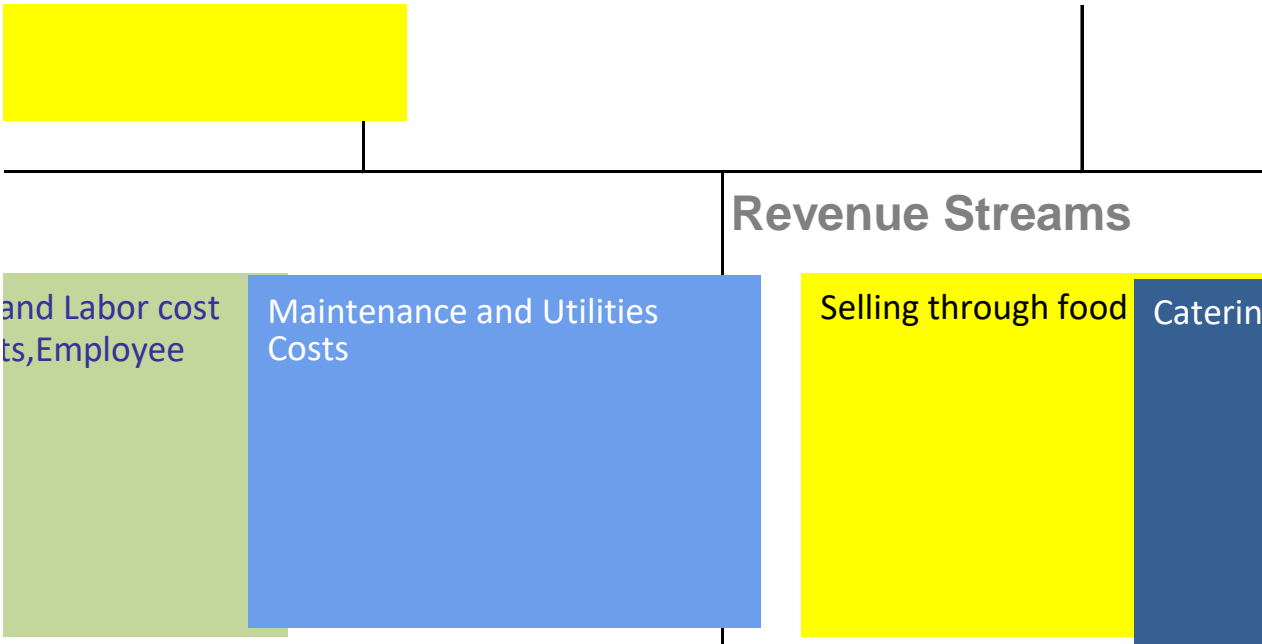 Revenue Streams
and Labor cost
ts,Employee
Maintenance and Utilities
Costs
Selling through food
Caterin